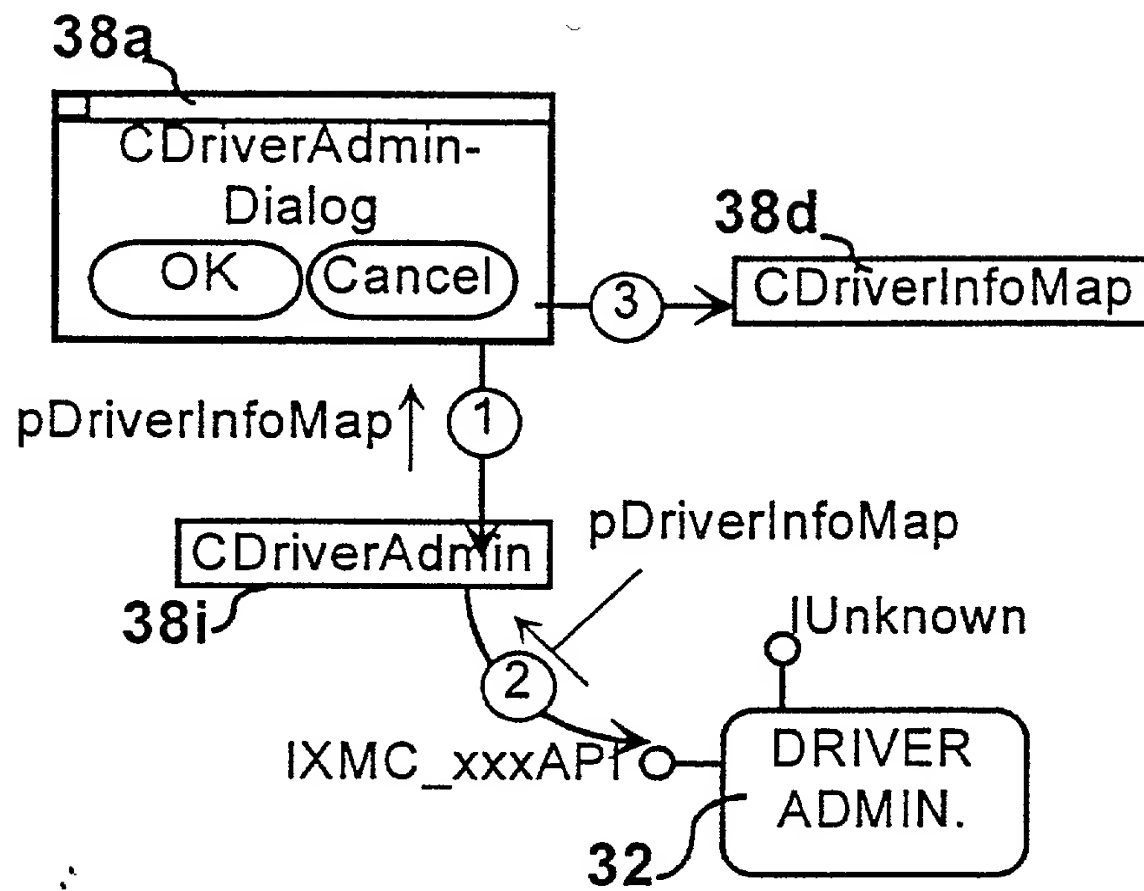 38a
CDriverAdmin-
Dialog
OK
Cancel
38d
CDriverInfoMap
3
1
pDriverInfoMap
CDriverAdmin
pDriverInfoMap
38i
IUnknown
2
IXMC_xxxAPI
DRIVER
ADMIN.
32